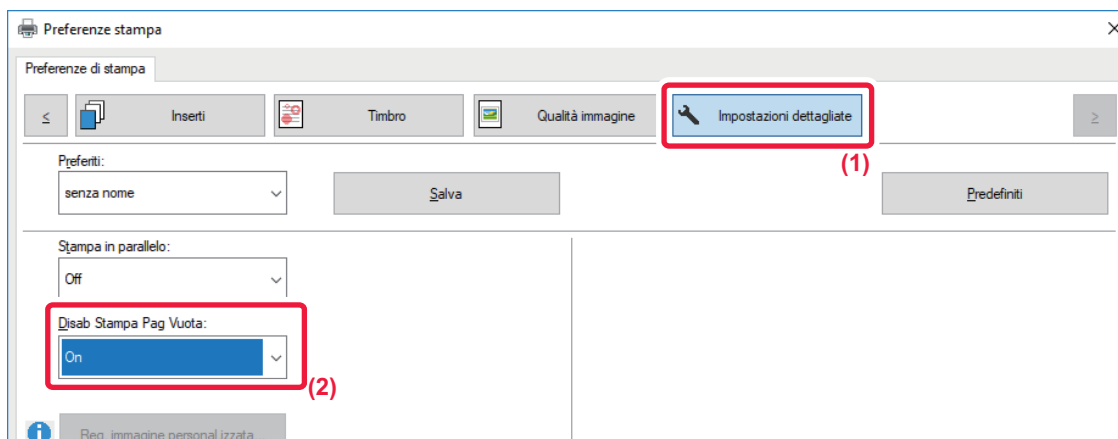 Preferenze stampa
Preferenze di stampa
< Inserti Timbro Qualità immagine Impostazioni dettagliate >
(1)
Preferiti:
senza nome Salva Predefiniti
Stampa in parallelo:
Off
Disab Stampa Pag Vuota:
On
(2)
Reg. immagine personalizzata